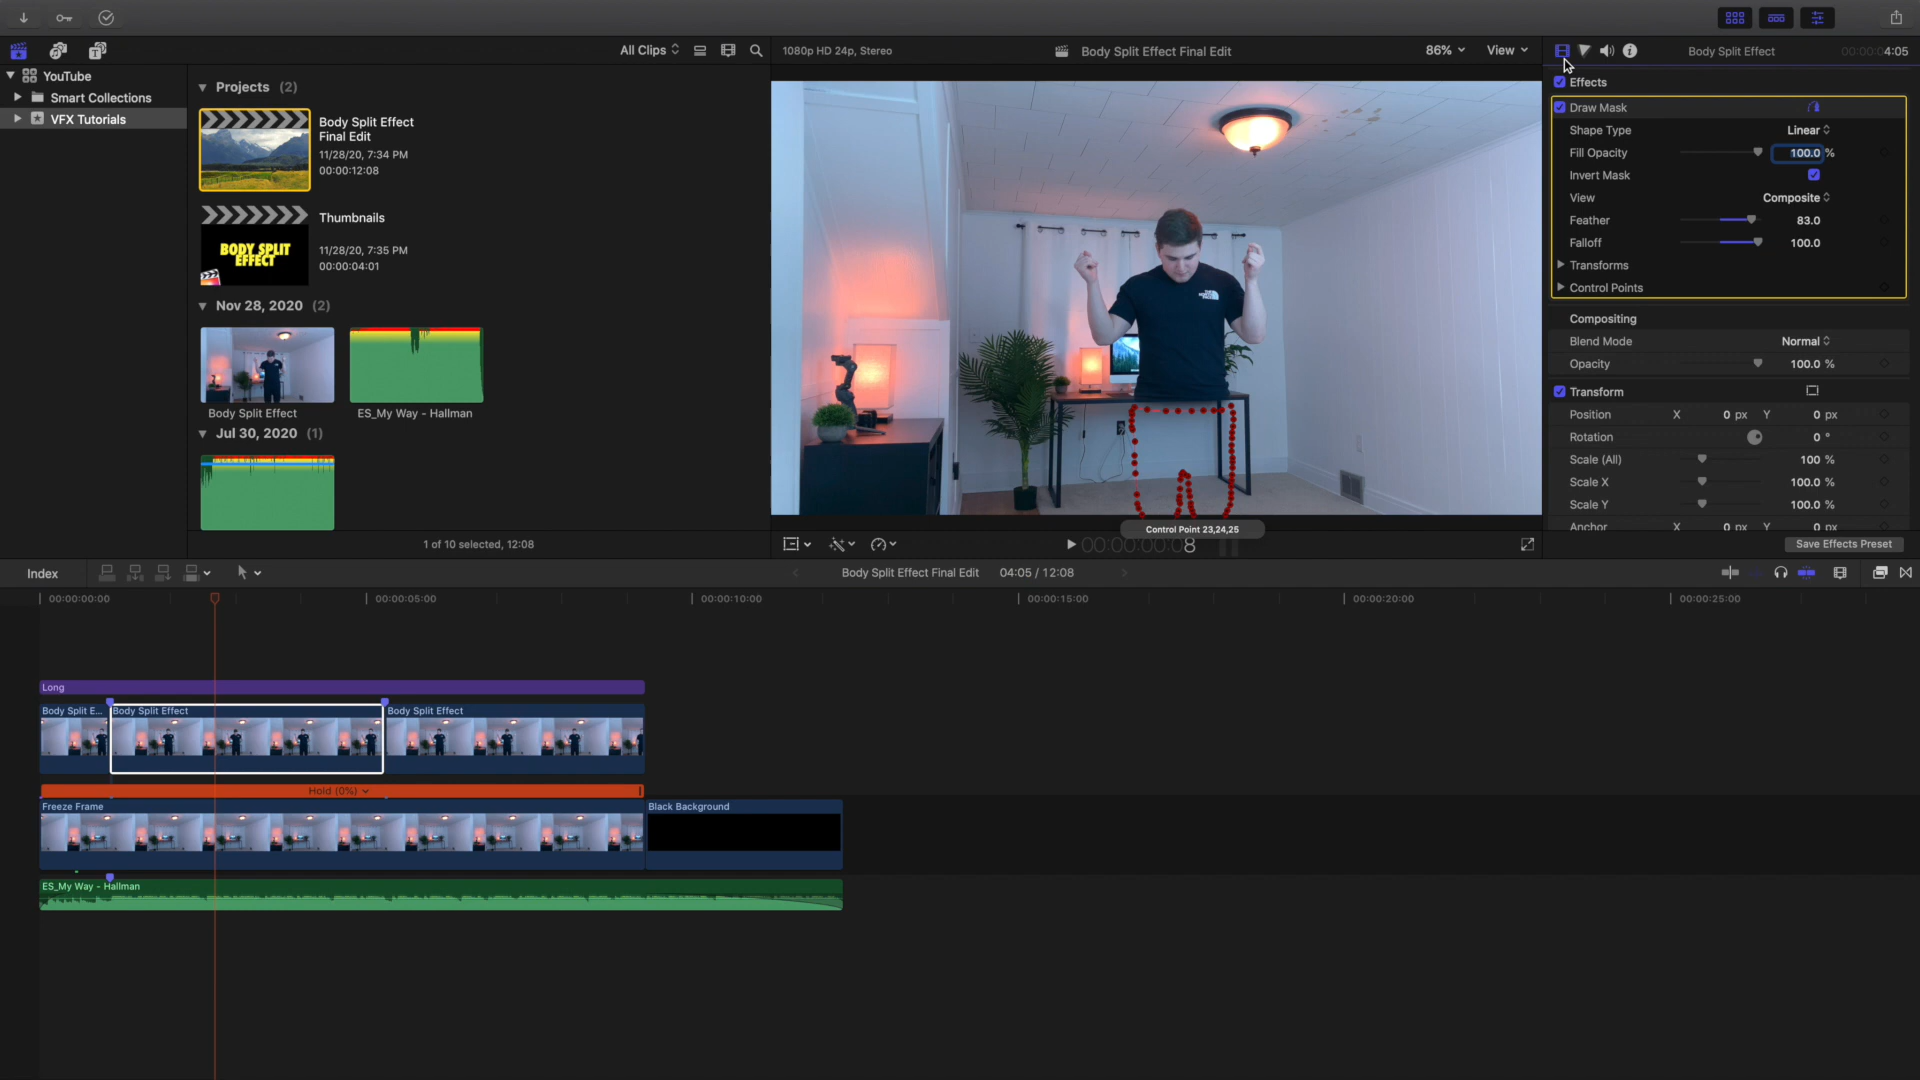 All Clips
1080p HD 24p, Stereo
Body Split Effect Final Edit
86%
View
Body Split Effect
00:00:04:05
YouTube
Smart Collections
VFX Tutorials
Projects (2)
Body Split Effect
Final Edit
11/28/20, 7:34 PM
00:00:12:08
Thumbnails
BODY SPLIT
EFFECT
11/28/20, 7:35 PM
00:00:04:01
Nov 28, 2020 (2)
Body Split Effect
ES_My Way - Hallman
Jul 30, 2020 (1)
1 of 10 selected, 12:08
THE
NORTH
FACE
Control Point 23,24,25
Effects
Draw Mask
Shape Type
Linear
Fill Opacity
100.0 %
Invert Mask
View
Composite
Feather
83.0
Falloff
100.0
Transforms
Control Points
Compositing
Blend Mode
Normal
Opacity
100.0 %
Transform
Position
X 0 px Y 0 px
Rotation
0 °
Scale (All)
100 %
Scale X
100.0 %
Scale Y
100.0 %
Anchor
X 0 px Y 0 px
Save Effects Preset
Index
Body Split Effect Final Edit
04:05 / 12:08
00:00:00:00
00:00:05:00
00:00:10:00
00:00:15:00
00:00:20:00
00:00:25:00
Long
Body Split E...
Body Split Effect
Body Split Effect
Hold (0%)
Freeze Frame
Black Background
ES_My Way - Hallman